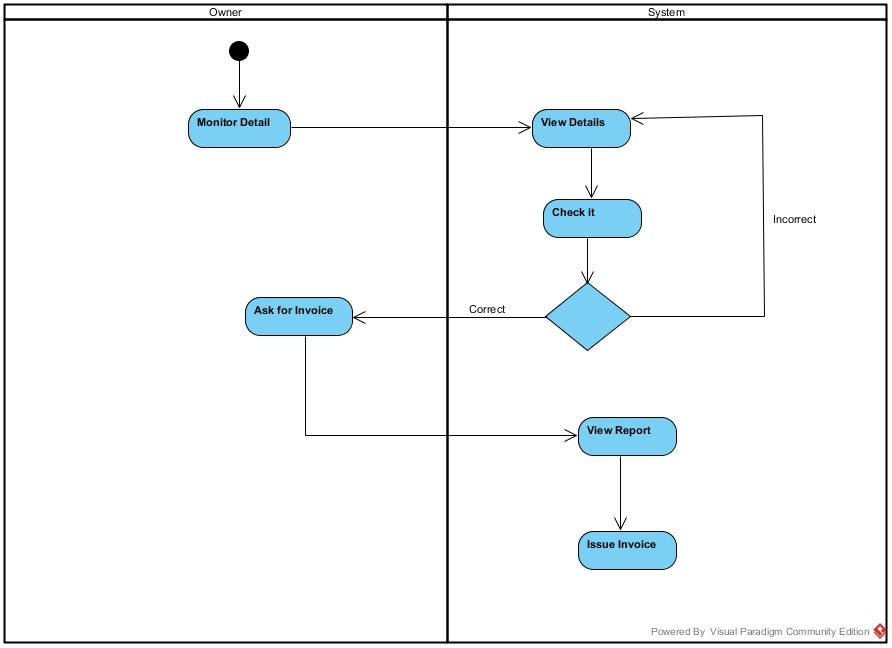 Owner
System
Monitor Detail
View Details
Check it
Incorrect
Ask for Invoice
Correct
View Report
Issue Invoice
Powered By Visual Paradigm Community Edition